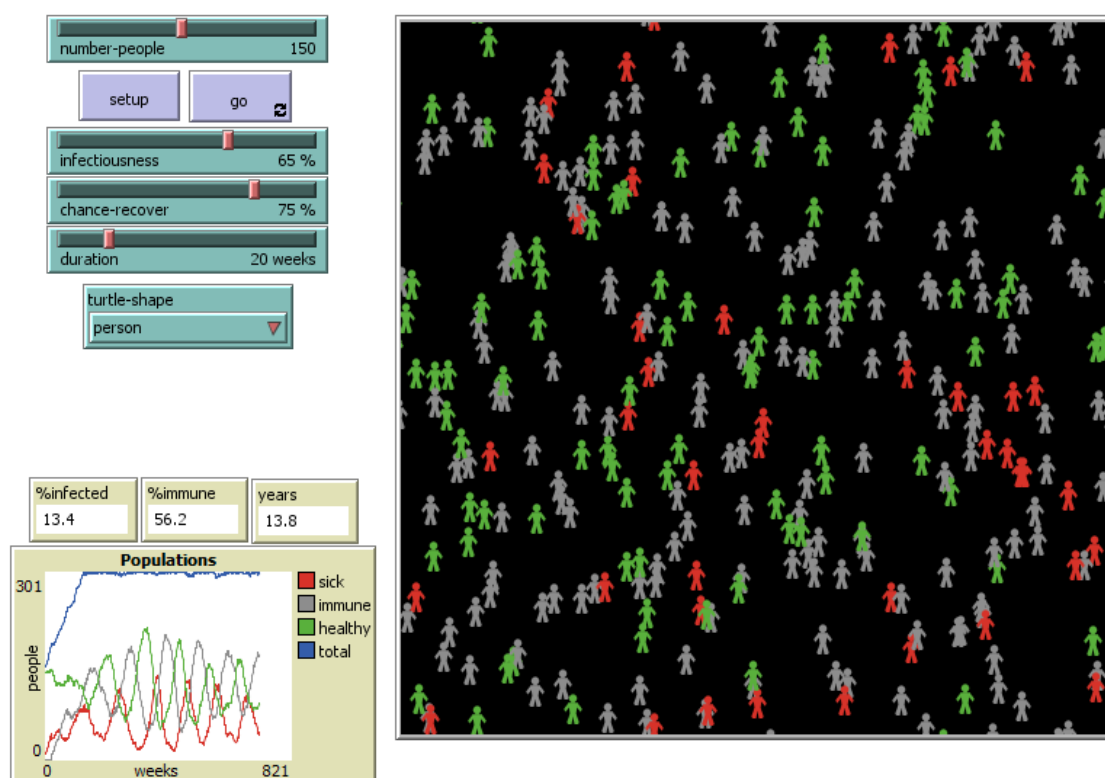 number-people 150
setup
go
infectiousness 65 %
chance-recover 75 %
duration 20 weeks
turtle-shape
person
%infected
13.4
%immune
56.2
years
13.8
Populations
301
people
0
0 weeks 821
sick
immune
healthy
total